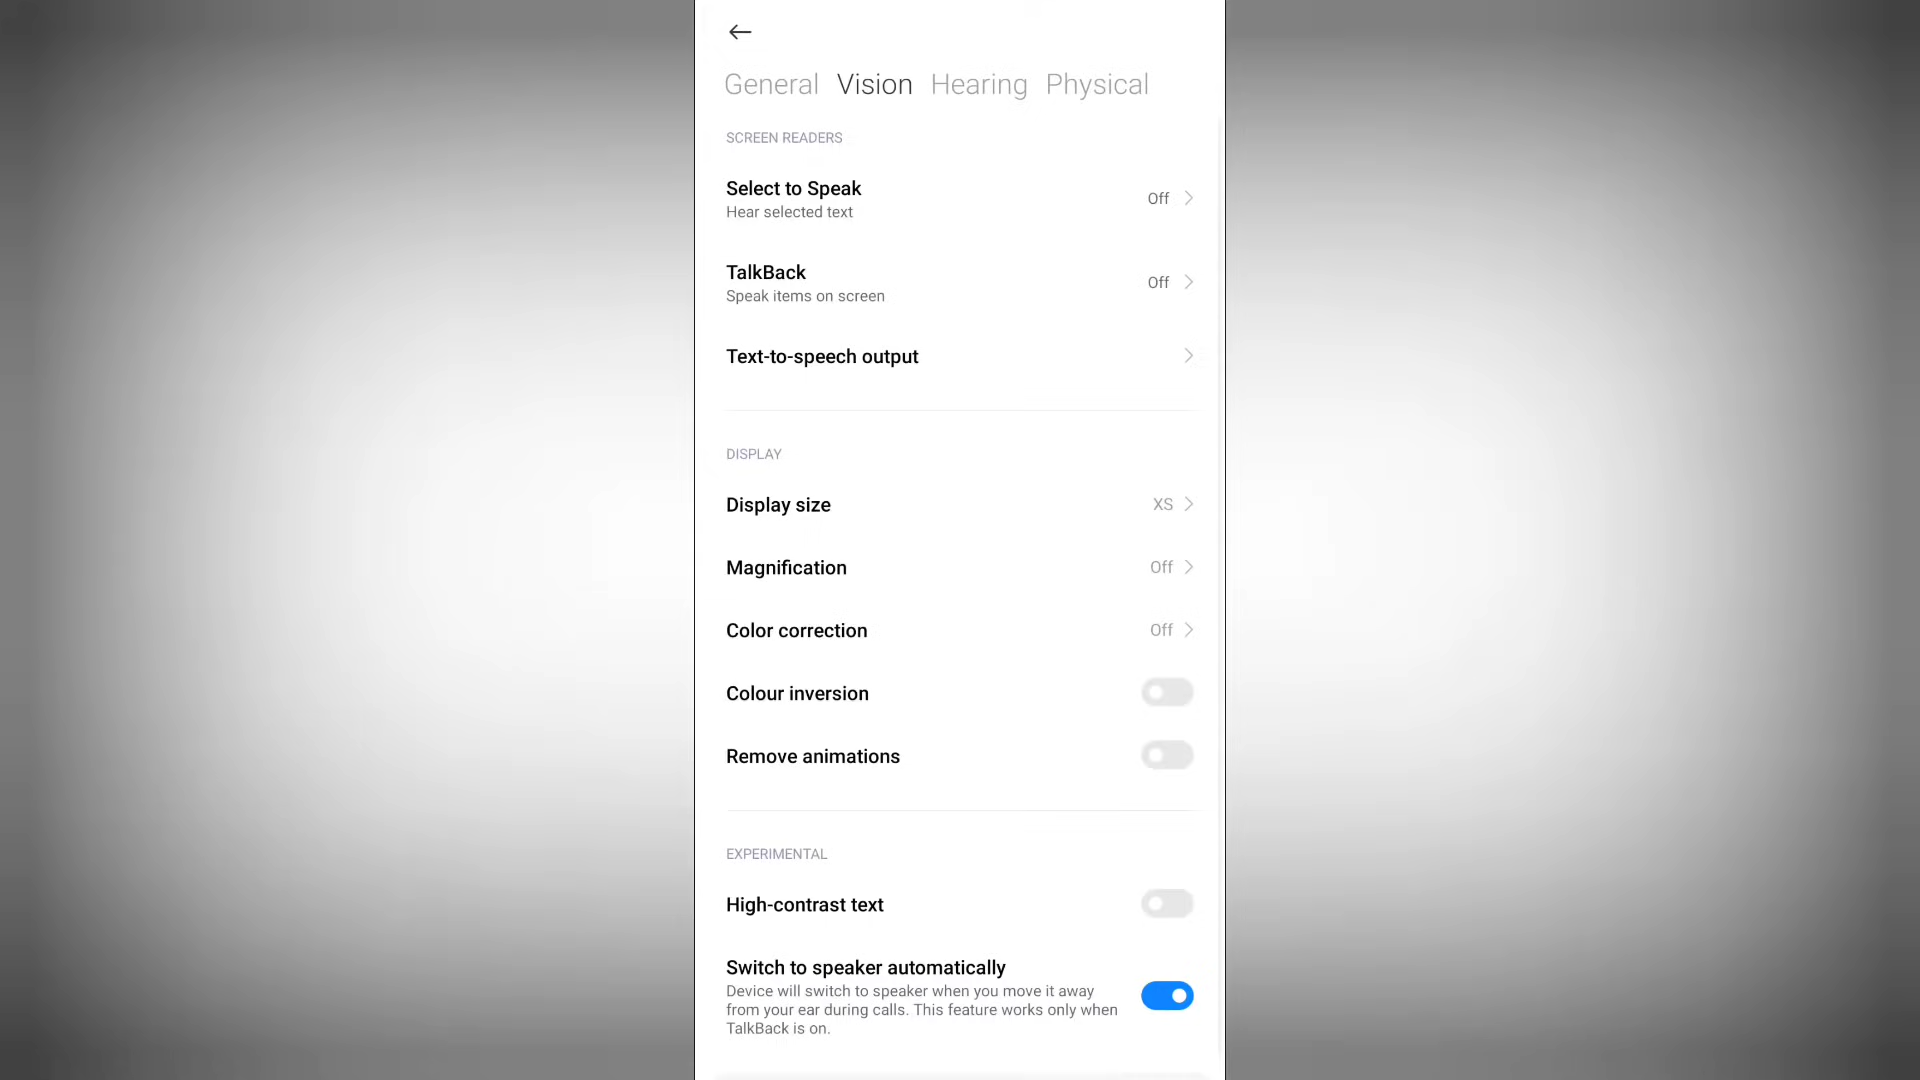 General Vision Hearing Physical
SCREEN READERS
Select to Speak
Hear selected text
Off
TalkBack
Speak items on screen
Off
Text-to-speech output
DISPLAY
Display size XS
Magnification Off
Color correction Off
Colour inversion
Remove animations
EXPERIMENTAL
High-contrast text
Switch to speaker automatically
Device will switch to speaker when you move it away
from your ear during calls. This feature works only when
TalkBack is on.